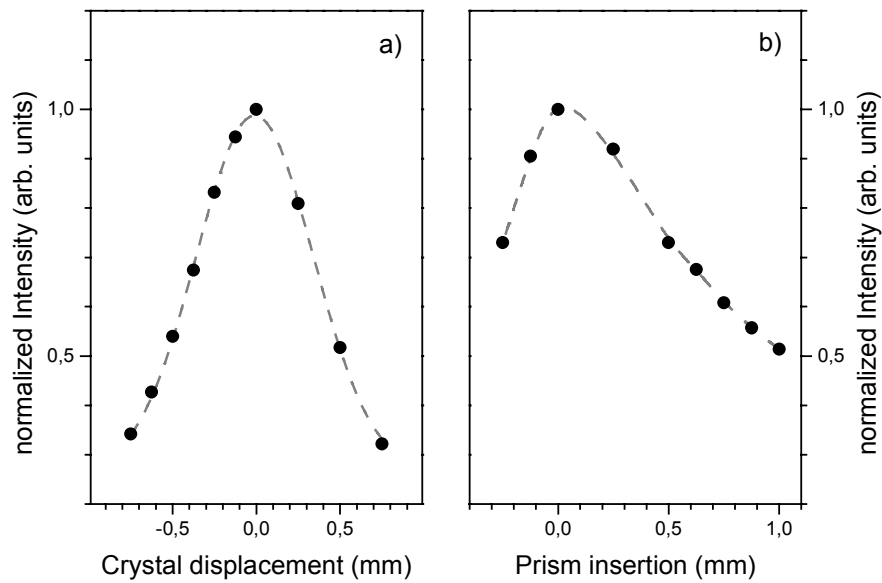 a)
b)
normalized Intensity (arb. units)
1,0
0,5
-0,5 0,0 0,5
Crystal displacement (mm)
1,0
0,5
normalized Intensity (arb. units)
0,0 0,5 1,0
Prism insertion (mm)